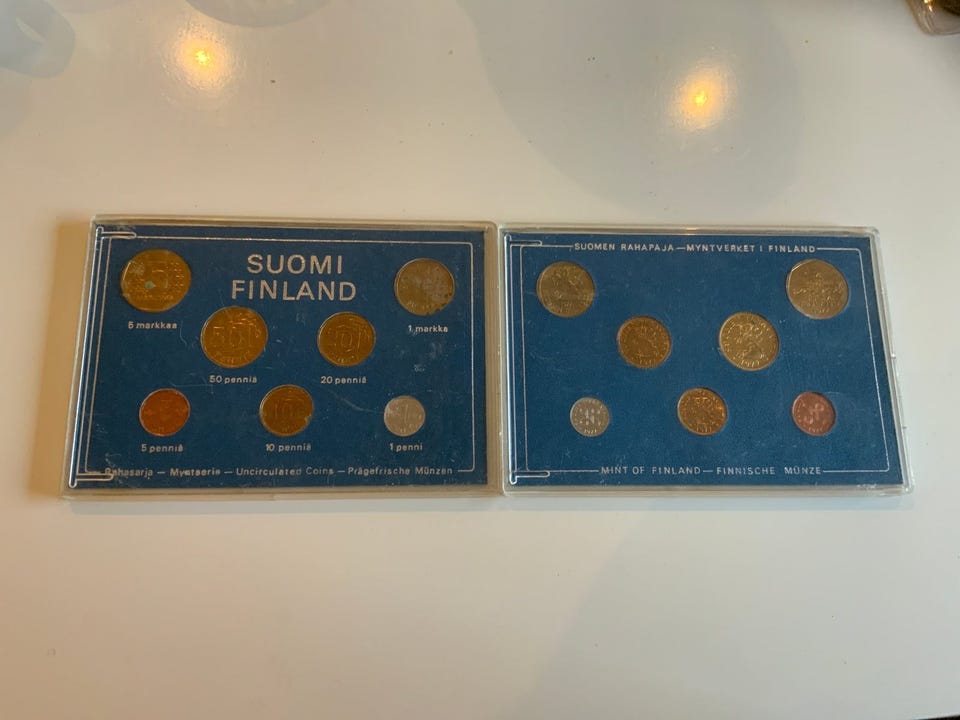 SUOMI
FINLAND
5 markkaa
1 markka
50 penniä
20 penniä
5 penniä
10 penniä
1 penni
Rahasarja — Myntserie — Uncirculated Coins — Prägefrische Münzen
SUOMEN RAHAPAJA—MYNTVERKET I FINLAND
MINT OF FINLAND — FINNISCHE MÜNZE